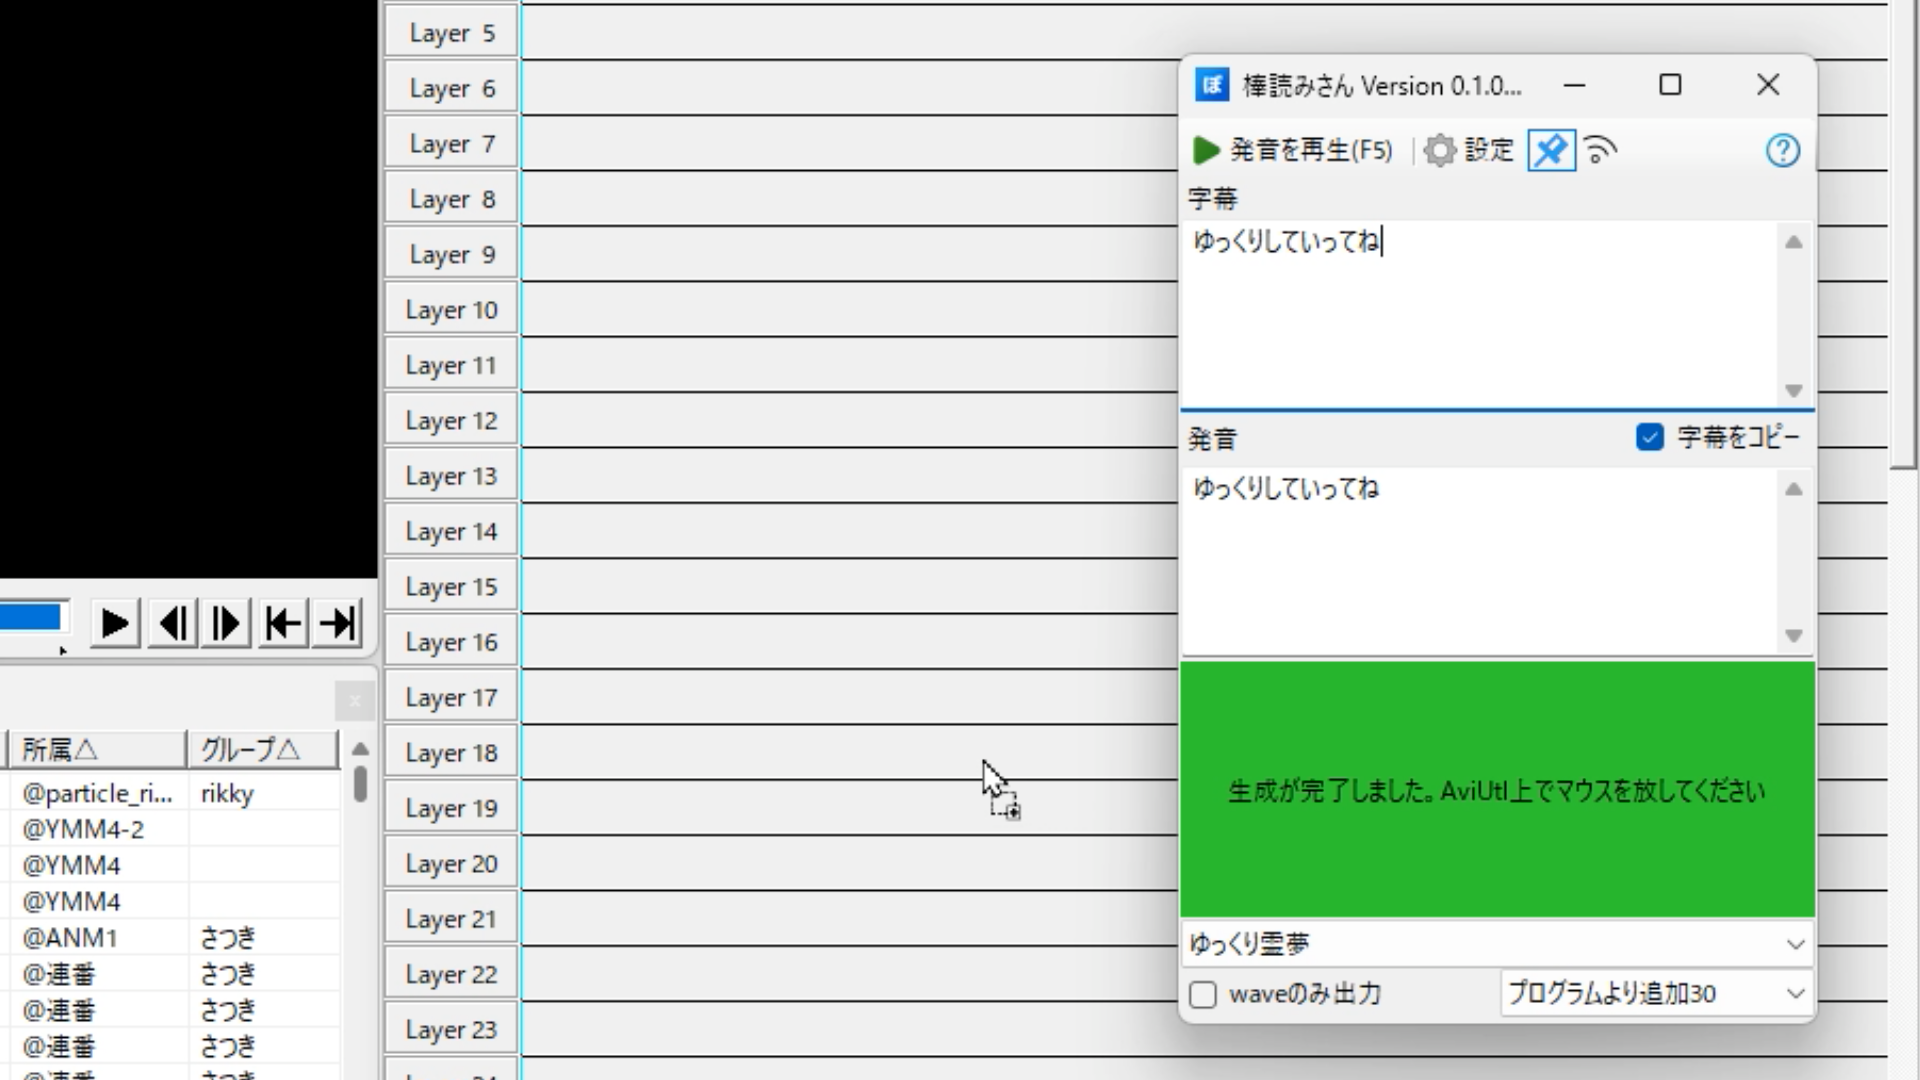 Layer 5
Layer 6
Layer 7
Layer 8
Layer 9
Layer 10
Layer 11
Layer 12
Layer 13
Layer 14
Layer 15
Layer 16
Layer 17
Layer 18
Layer 19
Layer 20
Layer 21
Layer 22
Layer 23
所属△ グループ△
@particle_ri... rikky
@YMM4-2
@YMM4
@YMM4
@ANM1 さつき
@連番 さつき
@連番 さつき
@連番 さつき
ぼ 棒読みさん Version 0.1.0...
発音を再生(F5) 設定
字幕
ゆっくりしていってね
発音 字幕をコピー
ゆっくりしていってね
生成が完了しました。AviUtl上でマウスを放してください
ゆっくり霊夢
waveのみ出力 プログラムより追加30